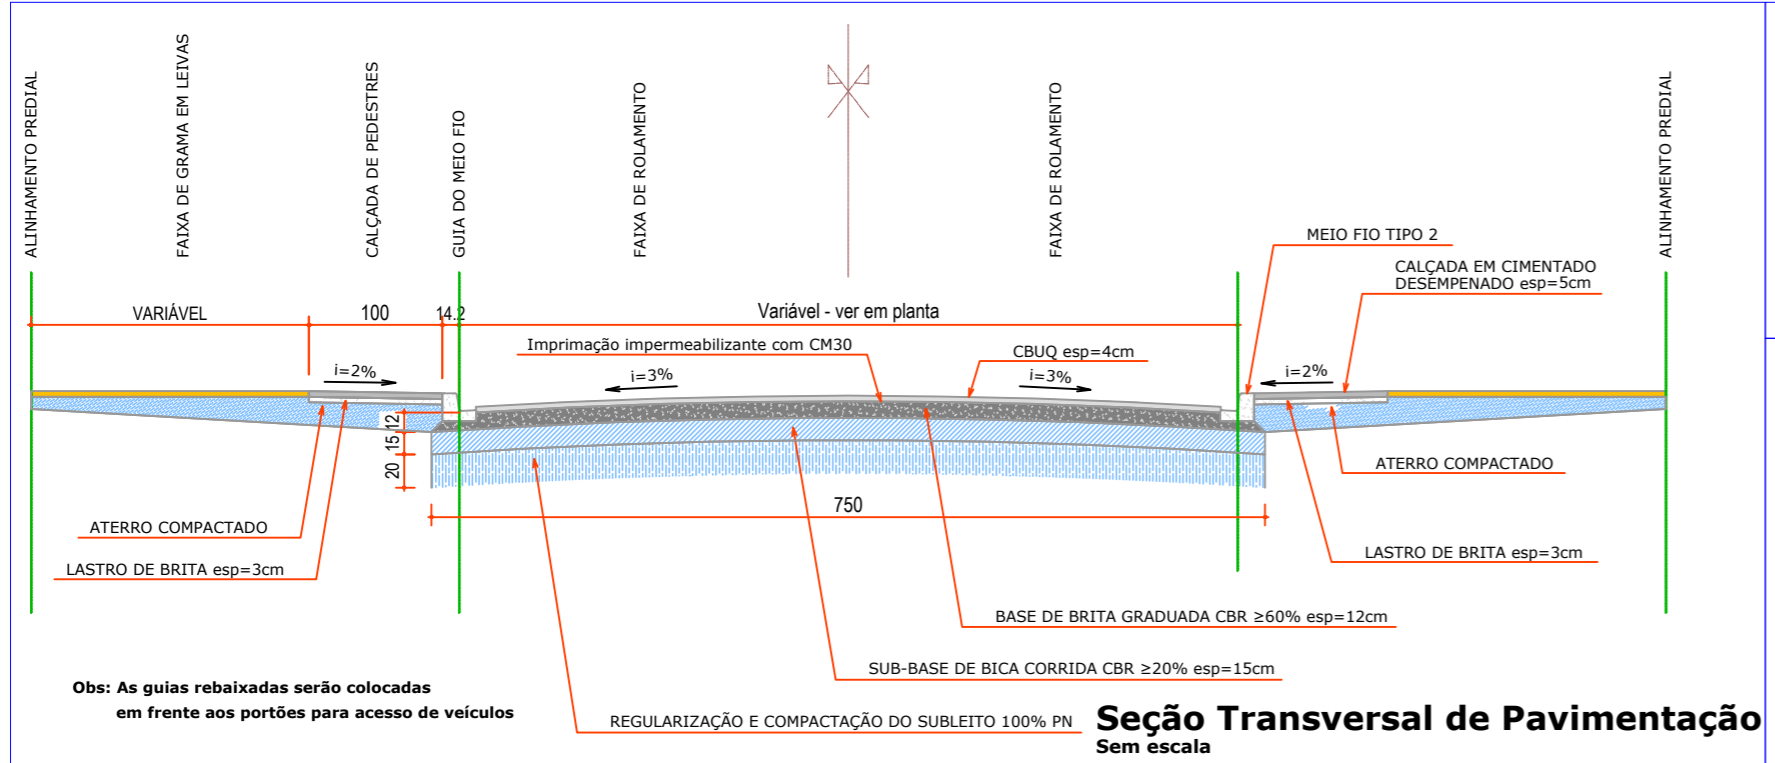 ALINHAMENTO PREDIAL
FAIXA DE GRAMA EM LEIVAS
CALÇADA DE PEDESTRES
GUIA DO MEIO FIO
FAIXA DE ROLAMENTO
FAIXA DE ROLAMENTO
ALINHAMENTO PREDIAL
MEIO FIO TIPO 2
CALÇADA EM CIMENTADO
DESEMPENADO esp=5cm
VARIÁVEL
100
14.2
Variável - ver em planta
Imprimação impermeabilizante com CM30
CBUQ esp=4cm
i=2%
i=3%
i=3%
i=2%
12
15
20
750
ATERRO COMPACTADO
ATERRO COMPACTADO
LASTRO DE BRITA esp=3cm
LASTRO DE BRITA esp=3cm
BASE DE BRITA GRADUADA CBR ≥60% esp=12cm
SUB-BASE DE BICA CORRIDA CBR ≥20% esp=15cm
REGULARIZAÇÃO E COMPACTAÇÃO DO SUBLEITO 100% PN
Obs: As guias rebaixadas serão colocadas
em frente aos portões para acesso de veículos
Seção Transversal de Pavimentação
Sem escala